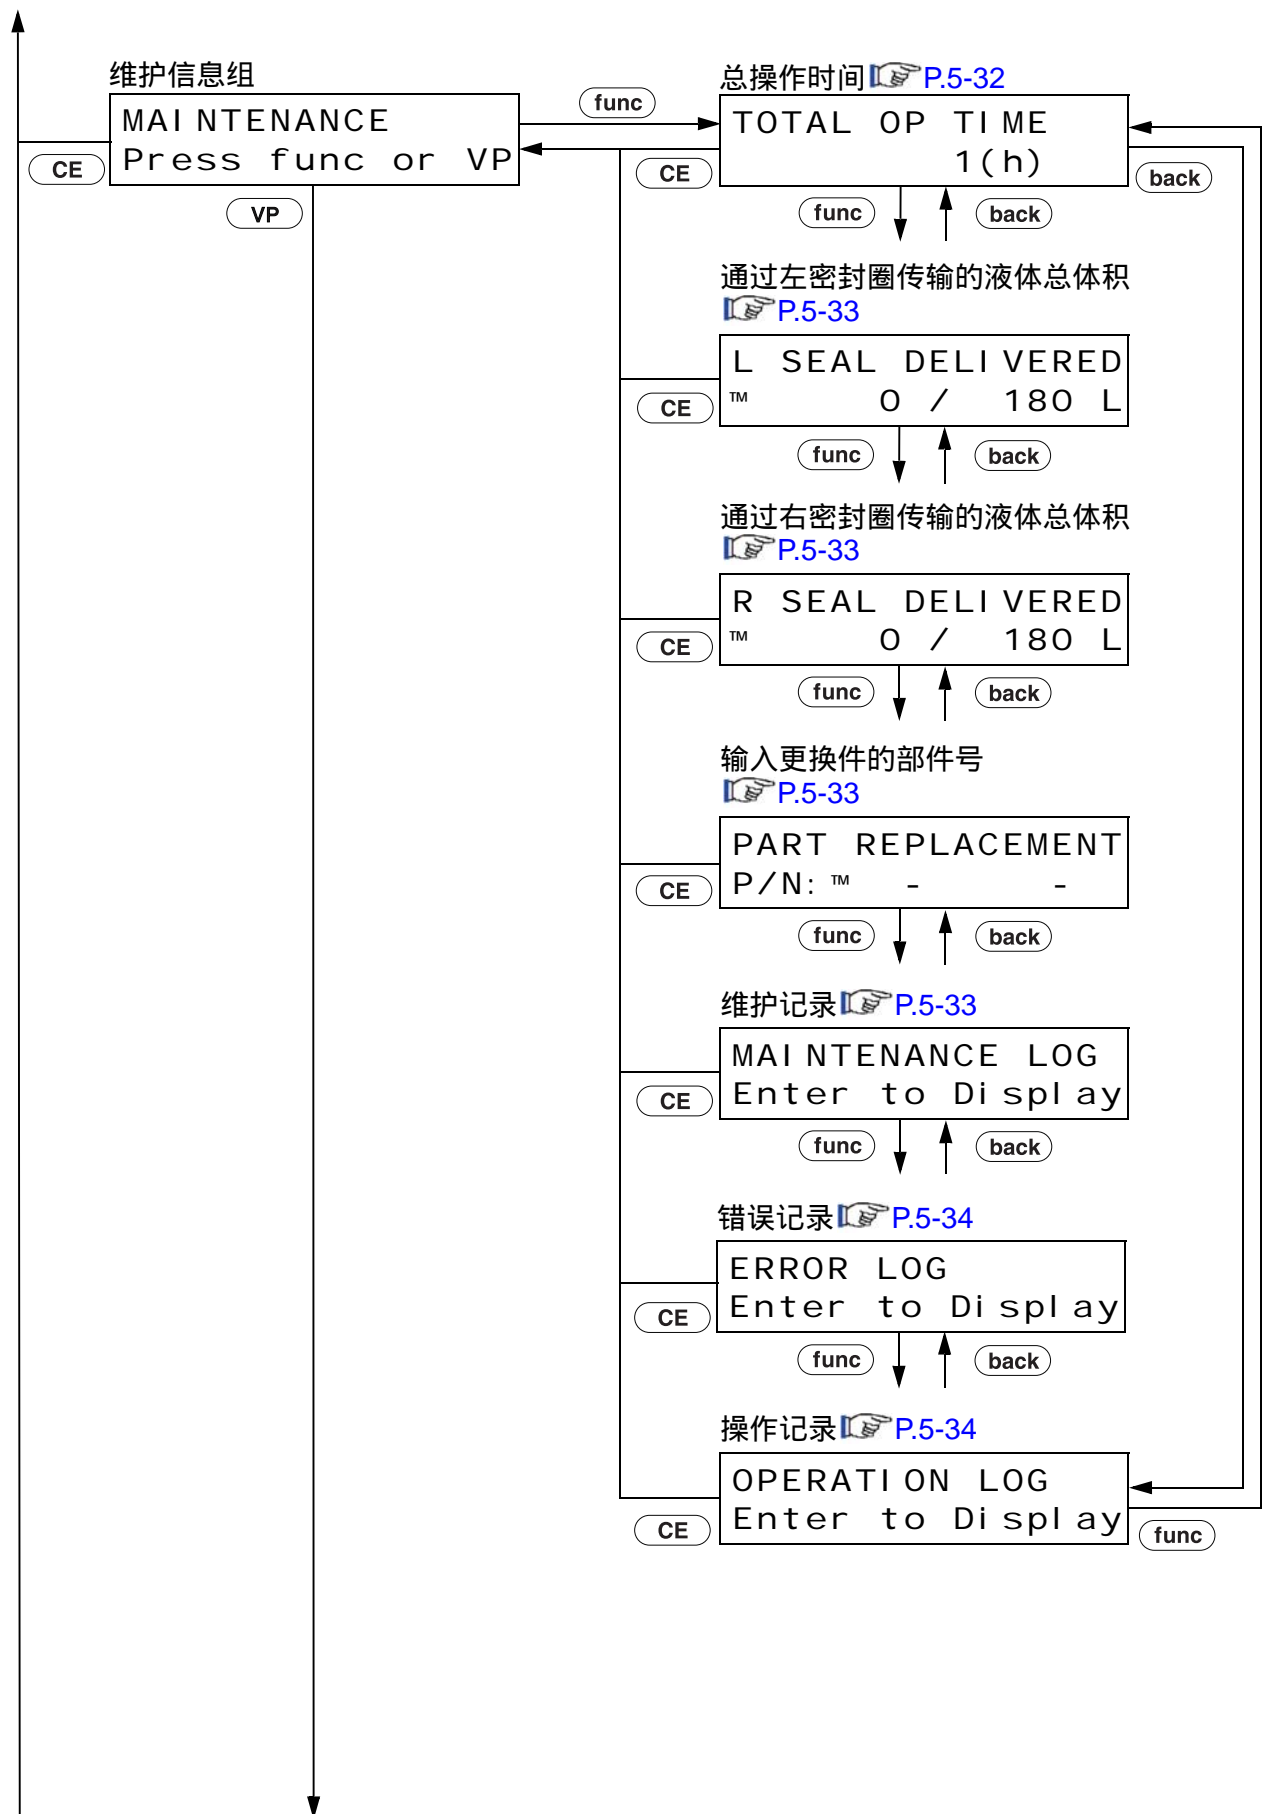 维护信息组
MAINTENANCE
Press func or VP
CE
VP
func
总操作时间 P.5-32
TOTAL OP TIME
1(h)
CE
back
func
back
通过左密封圈传输的液体总体积
P.5-33
L SEAL DELIVERED
™ 0 / 180 L
CE
func
back
通过右密封圈传输的液体总体积
P.5-33
R SEAL DELIVERED
™ 0 / 180 L
CE
func
back
输入更换件的部件号
P.5-33
PART REPLACEMENT
P/N: ™ - -
CE
func
back
维护记录 P.5-33
MAINTENANCE LOG
Enter to Display
CE
func
back
错误记录 P.5-34
ERROR LOG
Enter to Display
CE
func
back
操作记录 P.5-34
OPERATION LOG
Enter to Display
CE
func